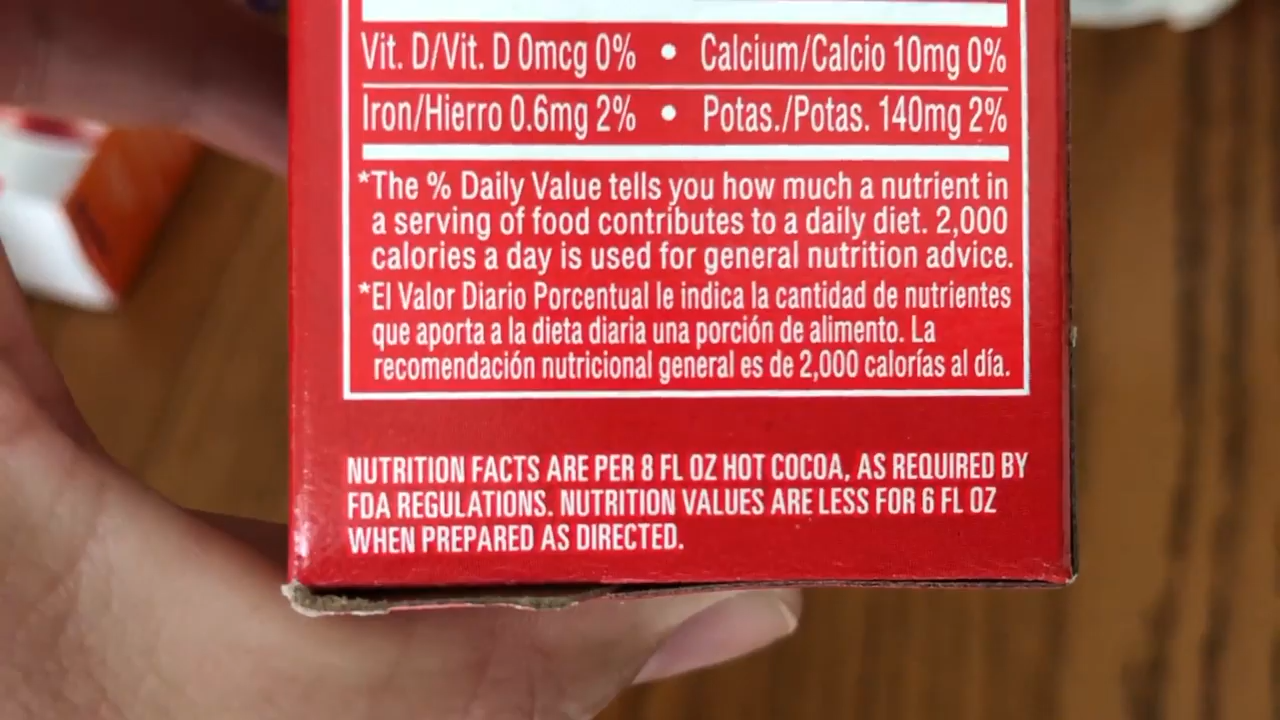 Vit. D/Vit. D 0mcg 0% • Calcium/Calcio 10mg 0%
Iron/Hierro 0.6mg 2% • Potas./Potas. 140mg 2%
*The % Daily Value tells you how much a nutrient in
a serving of food contributes to a daily diet. 2,000
calories a day is used for general nutrition advice.
*El Valor Diario Porcentual le indica la cantidad de nutrientes
que aporta a la dieta diaria una porción de alimento. La
recomendación nutricional general es de 2,000 calorías al día.
NUTRITION FACTS ARE PER 8 FL OZ HOT COCOA, AS REQUIRED BY
FDA REGULATIONS. NUTRITION VALUES ARE LESS FOR 6 FL OZ
WHEN PREPARED AS DIRECTED.